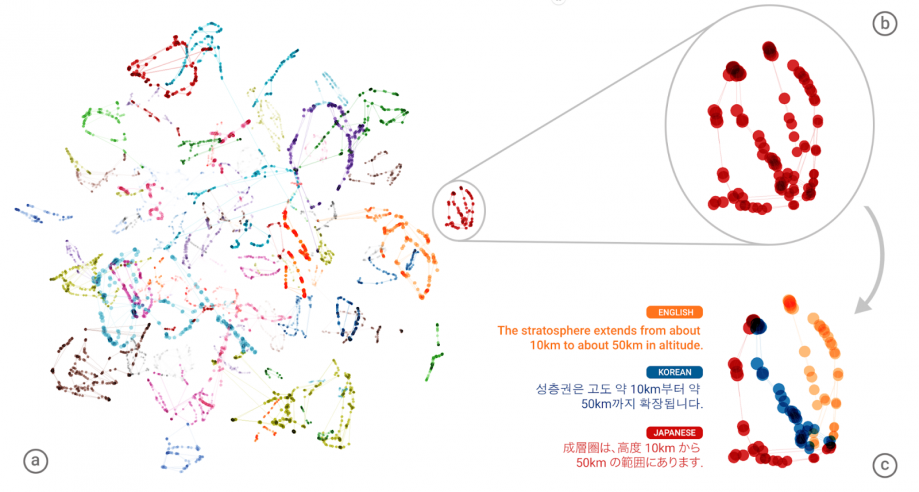 b
ENGLISH
The stratosphere extends from about
10km to about 50km in altitude.
KOREAN
성층권은 고도 약 10km부터 약
50km까지 확장됩니다.
JAPANESE
成層圏は、高度 10km から
50km の範囲にあります。
a
c